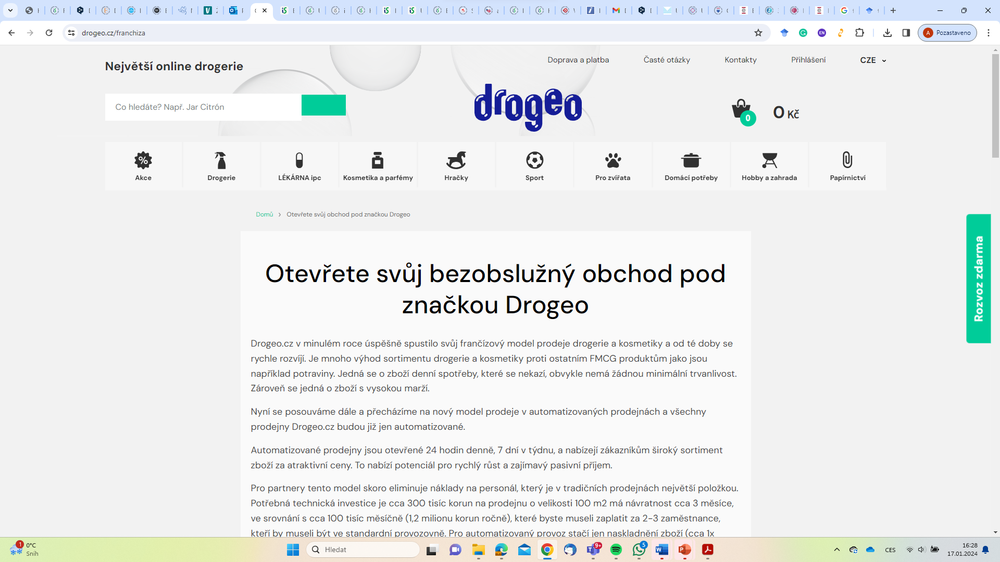 drogeo.cz/franchiza
Pozastaveno
Největší online drogerie
Doprava a platba
Časté otázky
Kontakty
Přihlášení
CZE
Co hledáte? Např. Jar Citrón
drogeo
0
0 Kč
Akce
Drogerie
LÉKÁRNA ipc
Kosmetika a parfémy
Hračky
Sport
Pro zvířata
Domácí potřeby
Hobby a zahrada
Papírnictví
Domů › Otevřete svůj obchod pod značkou Drogeo
Otevřete svůj bezobslužný obchod pod
značkou Drogeo
Rozvoz zdarma
Drogeo.cz v minulém roce úspěšně spustilo svůj frančízový model prodeje drogerie a kosmetiky a od té doby se
rychle rozvíjí. Je mnoho výhod sortimentu drogerie a kosmetiky proti ostatním FMCG produktům jako jsou
například potraviny. Jedná se o zboží denní spotřeby, které se nekazí, obvykle nemá žádnou minimální trvanlivost.
Zároveň se jedná o zboží s vysokou marží.
Nyní se posouváme dále a přecházíme na nový model prodeje v automatizovaných prodejnách a všechny
prodejny Drogeo.cz budou již jen automatizované.
Automatizované prodejny jsou otevřené 24 hodin denně, 7 dní v týdnu, a nabízejí zákazníkům široký sortiment
zboží za atraktivní ceny. To nabízí potenciál pro rychlý růst a zajímavý pasivní příjem.
Pro partnery tento model skoro eliminuje náklady na personál, který je v tradičních prodejnách největší položkou.
Potřebná technická investice je cca 300 tisíc korun na prodejnu o velikosti 100 m2 má návratnost cca 3 měsíce,
ve srovnání s cca 100 tisíc měsíčně (1,2 milionu korun ročně), které byste museli zaplatit za 2-3 zaměstnance,
kteří by museli být ve standardní provozovně. Pro automatizovaný provoz stačí jen naskladnění zboží (cca 1x
1
0°C
Sníh
Hledat
9+
5
CES
16:28
17.01.2024